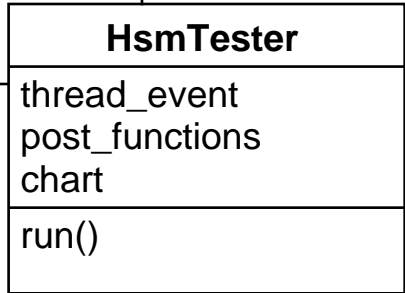 HsmTester
thread_event
post_functions
chart
run()